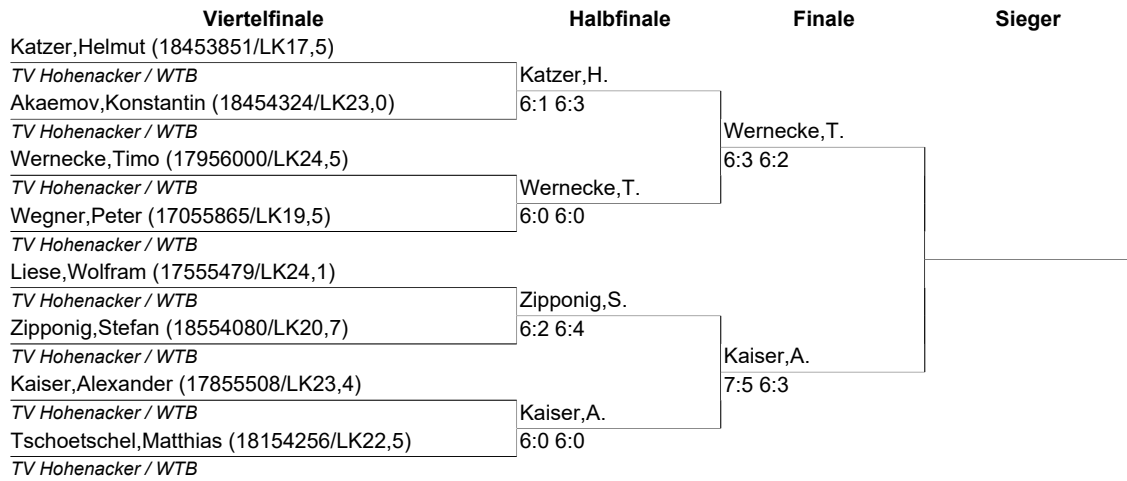 Viertelfinale Halbfinale Finale Sieger
Katzer,Helmut (18453851/LK17,5)
TV Hohenacker / WTB Katzer,H.
Akaemov,Konstantin (18454324/LK23,0) 6:1 6:3
TV Hohenacker / WTB Wernecke,T.
Wernecke,Timo (17956000/LK24,5) 6:3 6:2
TV Hohenacker / WTB Wernecke,T.
Wegner,Peter (17055865/LK19,5) 6:0 6:0
TV Hohenacker / WTB
Liese,Wolfram (17555479/LK24,1)
TV Hohenacker / WTB Zipponig,S.
Zipponig,Stefan (18554080/LK20,7) 6:2 6:4
TV Hohenacker / WTB Kaiser,A.
Kaiser,Alexander (17855508/LK23,4) 7:5 6:3
TV Hohenacker / WTB Kaiser,A.
Tschoetschel,Matthias (18154256/LK22,5) 6:0 6:0
TV Hohenacker / WTB